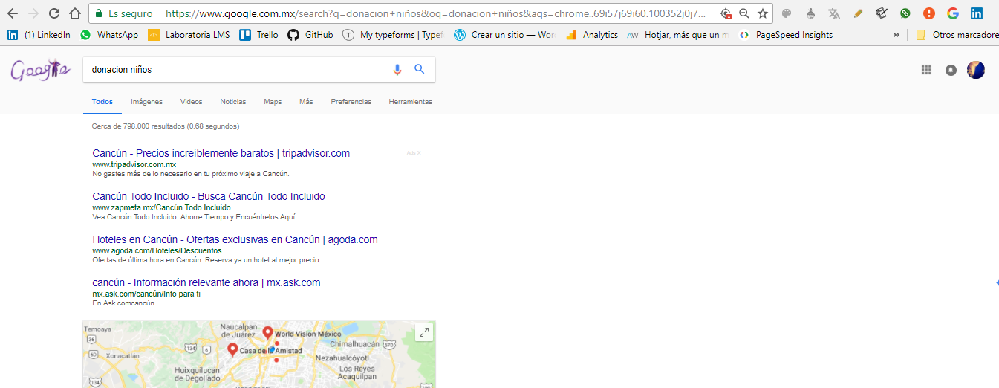 Es seguro | https://www.google.com.mx/search?q=donacion+niños&oq=donacion+niños&aqs=chrome..69i57j69i60.100352j0j7...
(1) LinkedIn WhatsApp Laboratoria LMS Trello GitHub My typeforms | Typef Crear un sitio — Wor Analytics Hotjar, más que un m PageSpeed Insights » Otros marcadore
Google
donacion niños
Todos Imágenes Videos Noticias Maps Más Preferencias Herramientas
Cerca de 798,000 resultados (0.68 segundos)
Cancún - Precios increíblemente baratos | tripadvisor.com
Ads X
www.tripadvisor.com.mx
No gastes más de lo necesario en tu próximo viaje a Cancún.
Cancún Todo Incluido - Busca Cancún Todo Incluido
www.zapmeta.mx/Cancún Todo Incluido
Vea Cancún Todo Incluido. Ahorre Tiempo y Encuéntrelos Aquí.
Hoteles en Cancún - Ofertas exclusivas en Cancún | agoda.com
www.agoda.com/Hoteles/Descuentos
Ofertas de última hora en Cancún. Reserva ya un hotel al mejor precio
cancún - Información relevante ahora | mx.ask.com
mx.ask.com/cancún/Info para ti
En Ask.comcancún
Temoaya
Naucalpan
de Juárez
World Vision México
36
134
6
Chimalhuacán
370
60
Xonacatlán
Casa de la Amistad
Nezahualcóyotl
Huixquilucan
de Degollado
Los Reyes
Acaquilpan
134
190